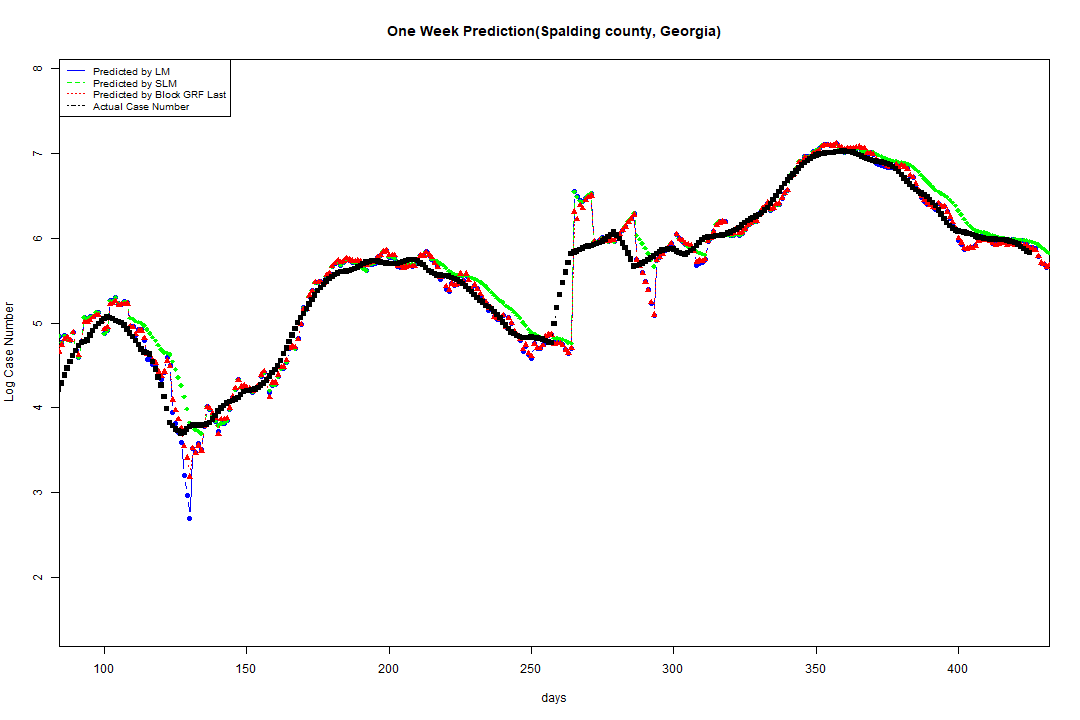 One Week Prediction(Spalding county, Georgia)
Predicted by LM
Predicted by SLM
Predicted by Block GRF Last
Actual Case Number
8
7
6
5
4
3
2
Log Case Number
100 150 200 250 300 350 400
days